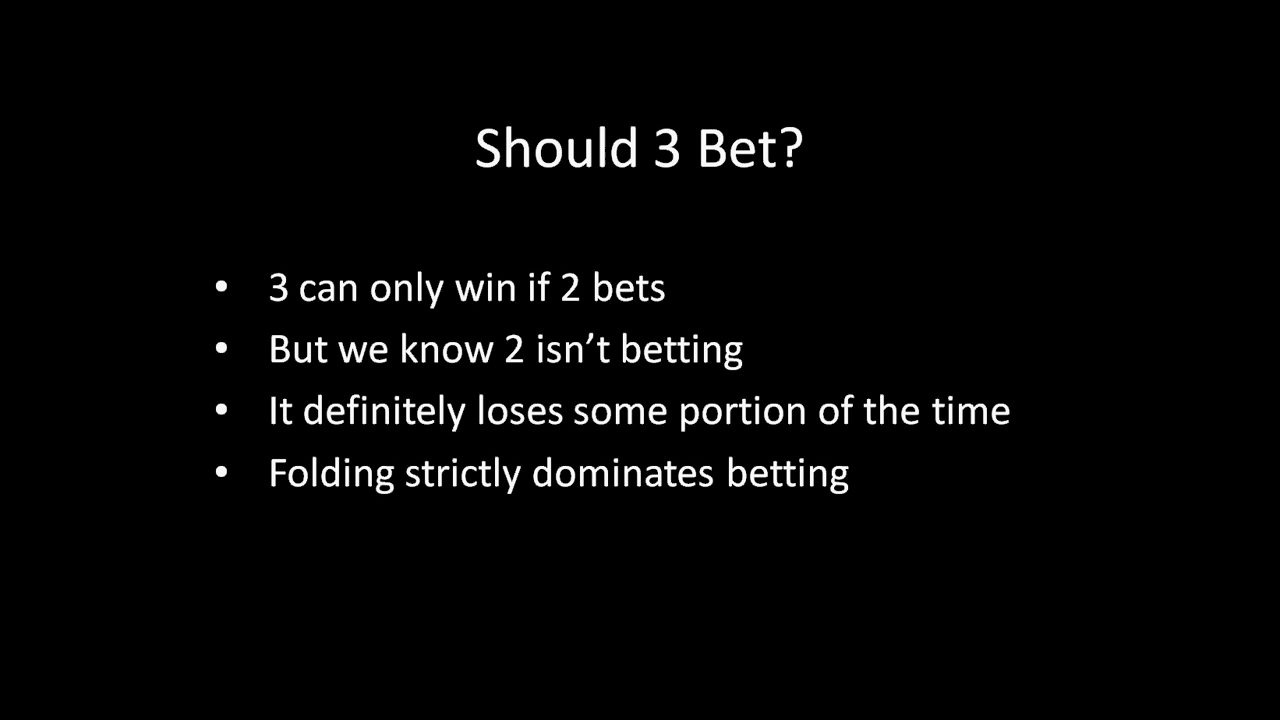 Should 3 Bet?
• 3 can only win if 2 bets
• But we know 2 isn’t betting
• It definitely loses some portion of the time
• Folding strictly dominates betting